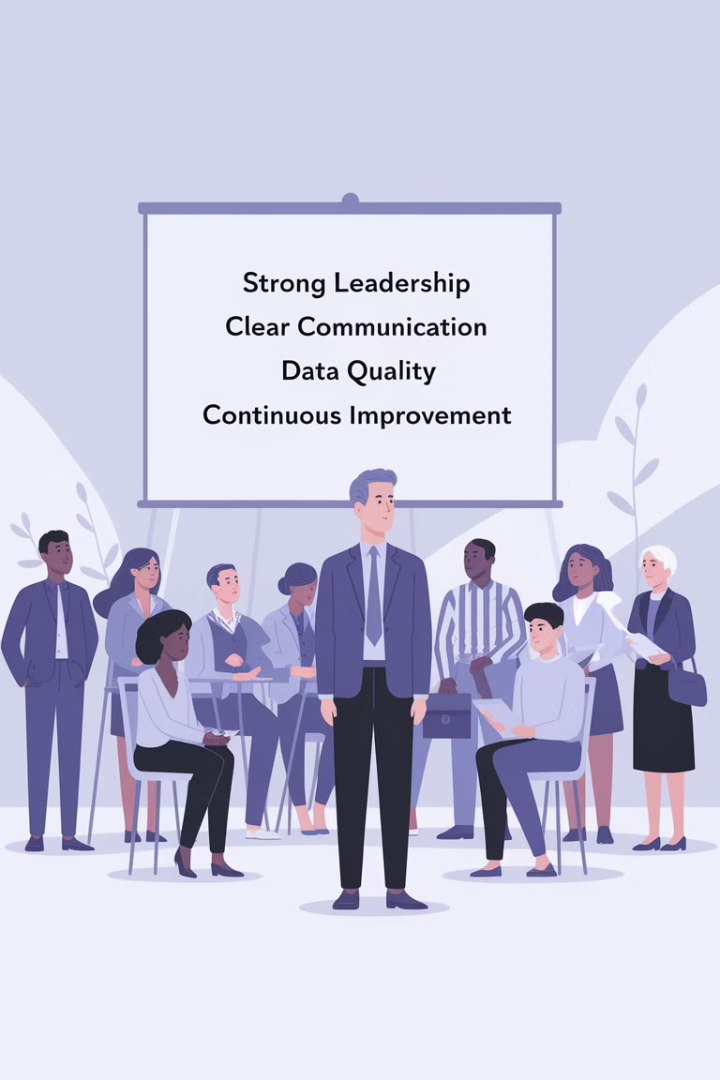 Strong Leadership
Clear Communication
Data Quality
Continuous Improvement